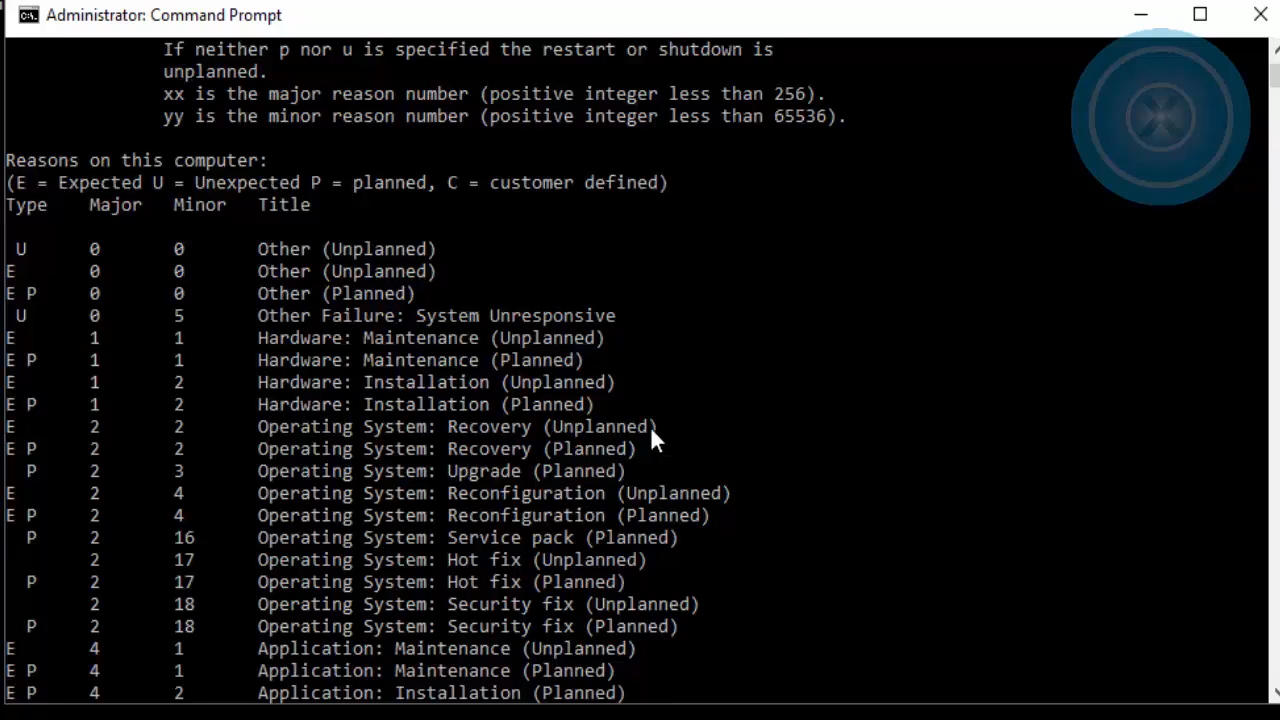 Administrator: Command Prompt
If neither p nor u is specified the restart or shutdown is
unplanned.
xx is the major reason number (positive integer less than 256).
yy is the minor reason number (positive integer less than 65536).
Reasons on this computer:
(E = Expected U = Unexpected P = planned, C = customer defined)
Type Major Minor Title
U 0 0 Other (Unplanned)
E 0 0 Other (Unplanned)
E P 0 0 Other (Planned)
U 0 5 Other Failure: System Unresponsive
E 1 1 Hardware: Maintenance (Unplanned)
E P 1 1 Hardware: Maintenance (Planned)
E 1 2 Hardware: Installation (Unplanned)
E P 1 2 Hardware: Installation (Planned)
E 2 2 Operating System: Recovery (Unplanned)
E P 2 2 Operating System: Recovery (Planned)
P 2 3 Operating System: Upgrade (Planned)
E 2 4 Operating System: Reconfiguration (Unplanned)
E P 2 4 Operating System: Reconfiguration (Planned)
P 2 16 Operating System: Service pack (Planned)
2 17 Operating System: Hot fix (Unplanned)
P 2 17 Operating System: Hot fix (Planned)
2 18 Operating System: Security fix (Unplanned)
P 2 18 Operating System: Security fix (Planned)
E 4 1 Application: Maintenance (Unplanned)
E P 4 1 Application: Maintenance (Planned)
E P 4 2 Application: Installation (Planned)